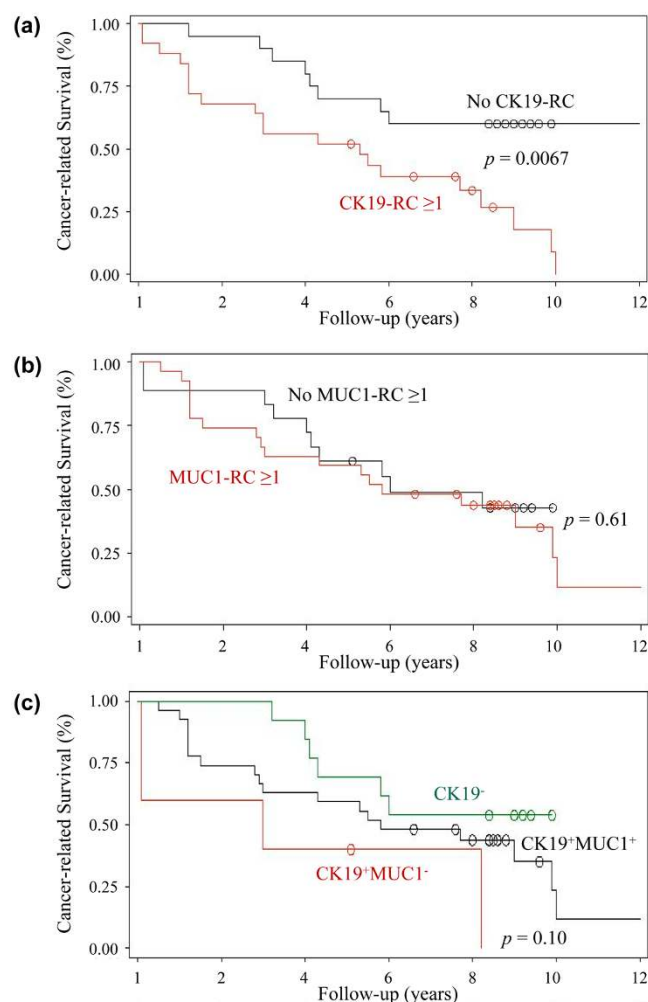 (a)
Cancer-related Survival (%)
1.00
0.75
0.50
0.25
0.00
No CK19-RC
p = 0.0067
CK19-RC ≥1
1 2 4 6 8 10 12
Follow-up (years)
(b)
Cancer-related Survival (%)
1.00
0.75
0.50
0.25
0.00
No MUC1-RC ≥1
MUC1-RC ≥1
p = 0.61
1 2 4 6 8 10 12
Follow-up (years)
(c)
Cancer-related Survival (%)
1.00
0.75
0.50
0.25
0.00
CK19⁻
CK19⁺MUC1⁺
CK19⁺MUC1⁻
p = 0.10
1 2 4 6 8 10 12
Follow-up (years)